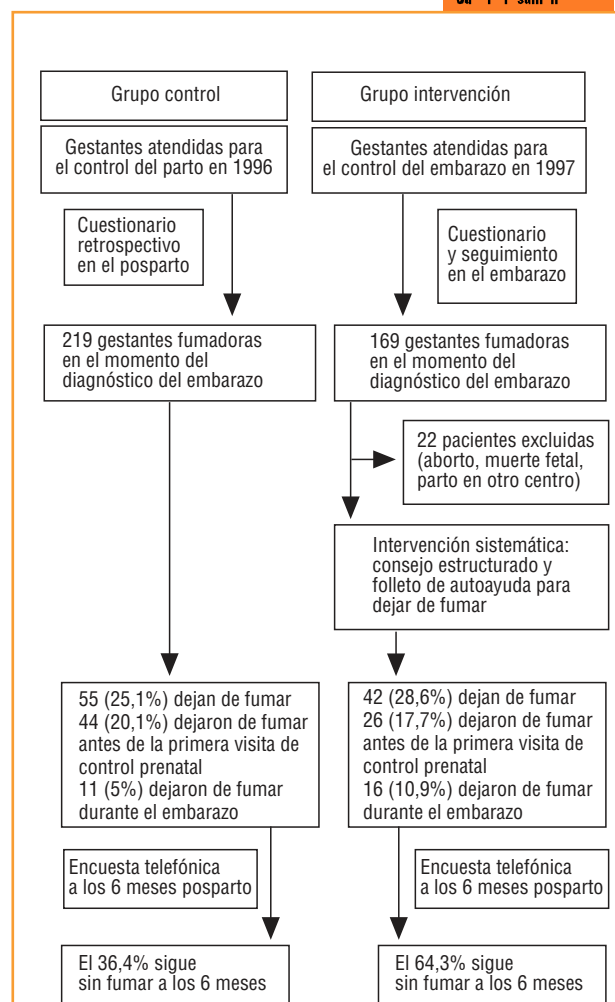 Grupo control
Grupo intervención
Gestantes atendidas para
el control del parto en 1996
Gestantes atendidas para
el control del embarazo en 1997
Cuestionario
retrospectivo
en el posparto
Cuestionario
y seguimiento
en el embarazo
219 gestantes fumadoras
en el momento del
diagnóstico del embarazo
169 gestantes fumadoras
en el momento del
diagnóstico del embarazo
22 pacientes excluidas
(aborto, muerte fetal,
parto en otro centro)
Intervención sistemática:
consejo estructurado y
folleto de autoayuda para
dejar de fumar
55 (25,1%) dejan de fumar
44 (20,1%) dejaron de fumar
antes de la primera visita de
control prenatal
11 (5%) dejaron de fumar
durante el embarazo
42 (28,6%) dejan de fumar
26 (17,7%) dejaron de fumar
antes de la primera visita de
control prenatal
16 (10,9%) dejaron de fumar
durante el embarazo
Encuesta telefónica
a los 6 meses posparto
Encuesta telefónica
a los 6 meses posparto
El 36,4% sigue
sin fumar a los 6 meses
El 64,3% sigue
sin fumar a los 6 meses